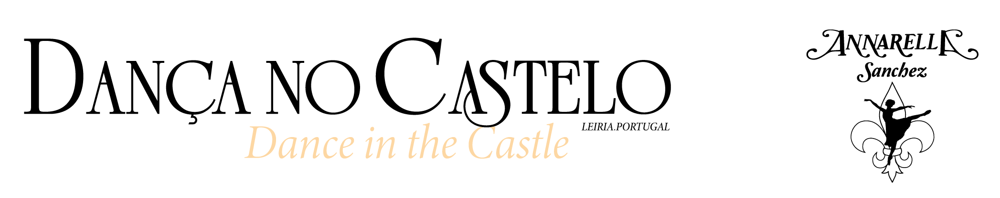 DANÇA NO CASTELO
LEIRIA.PORTUGAL
Dance in the Castle
ANNARELLA
Sanchez